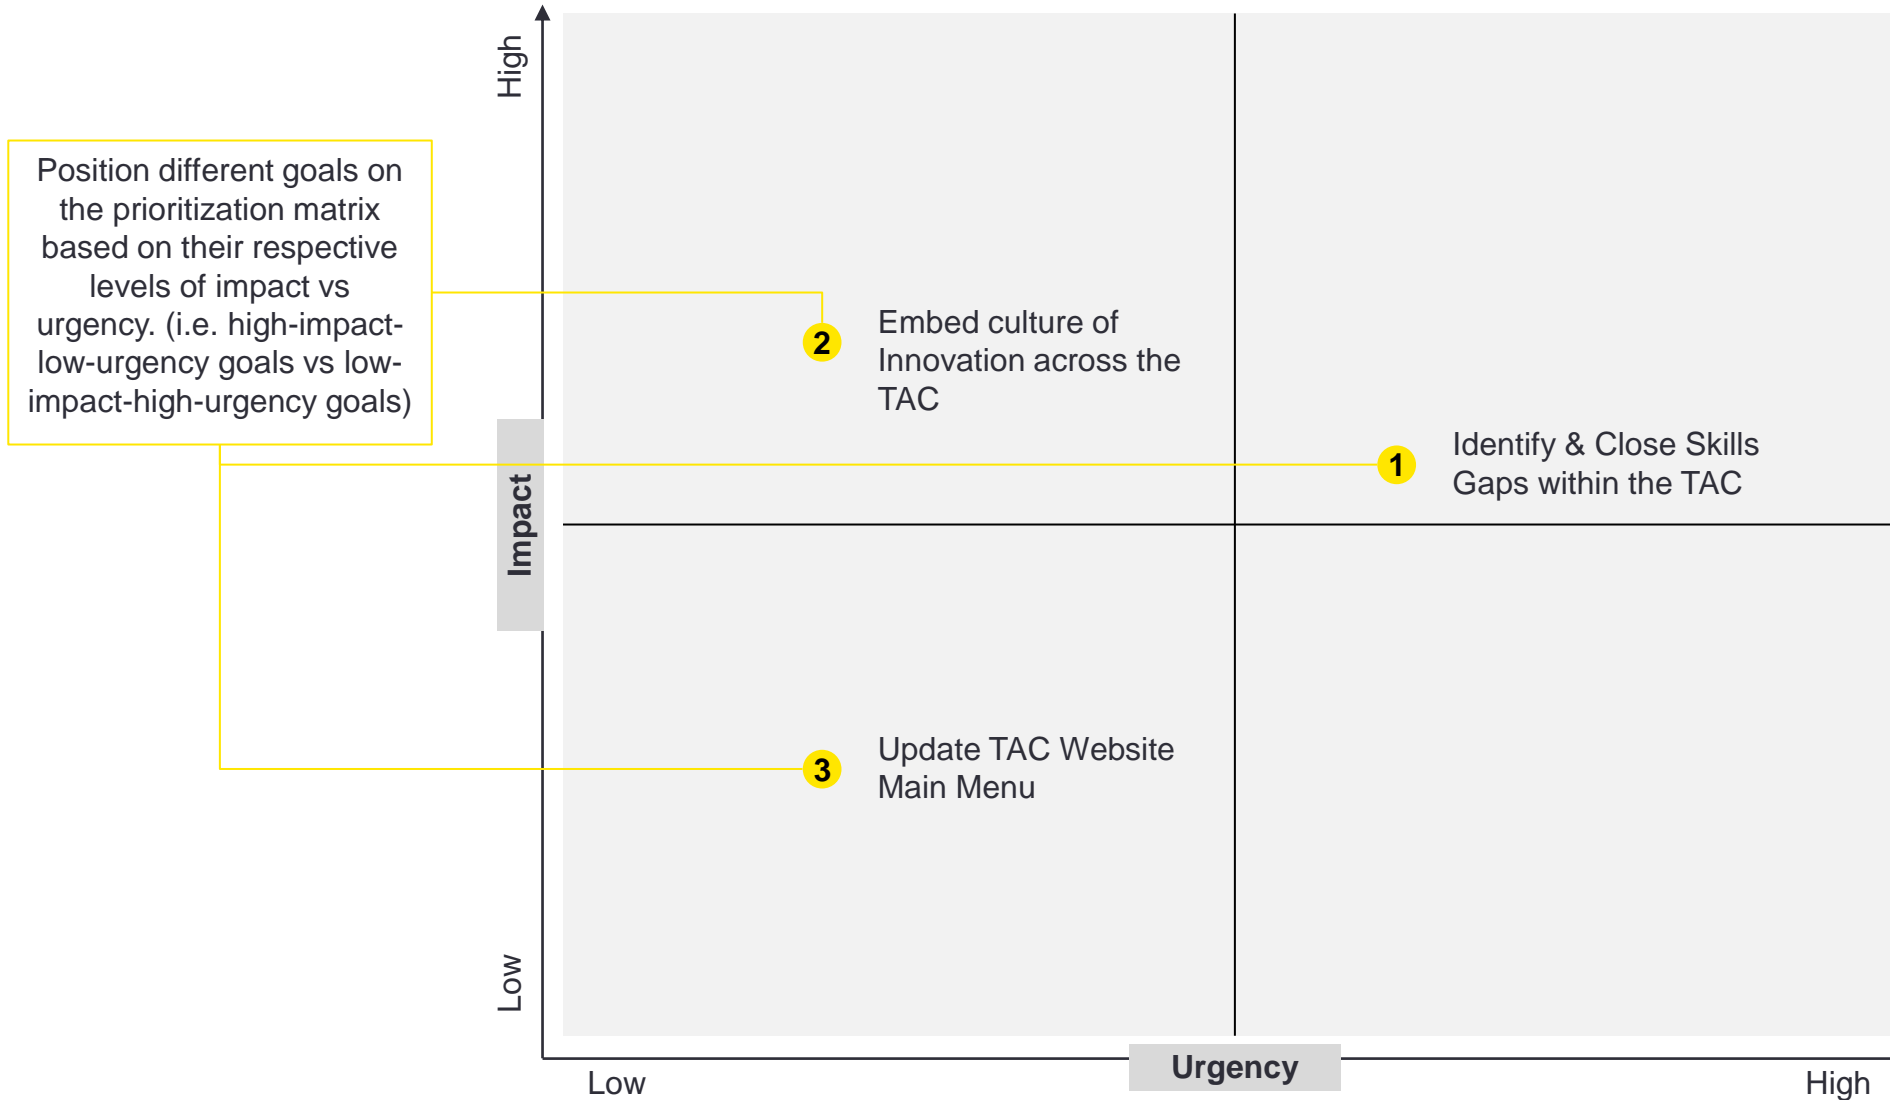 High
Position different goals on
the prioritization matrix
based on their respective
levels of impact vs
urgency. (i.e. high-impact-
low-urgency goals vs low-
impact-high-urgency goals)
2
Embed culture of
Innovation across the
TAC
1
Identify & Close Skills
Gaps within the TAC
Impact
3
Update TAC Website
Main Menu
Low
Low
Urgency
High